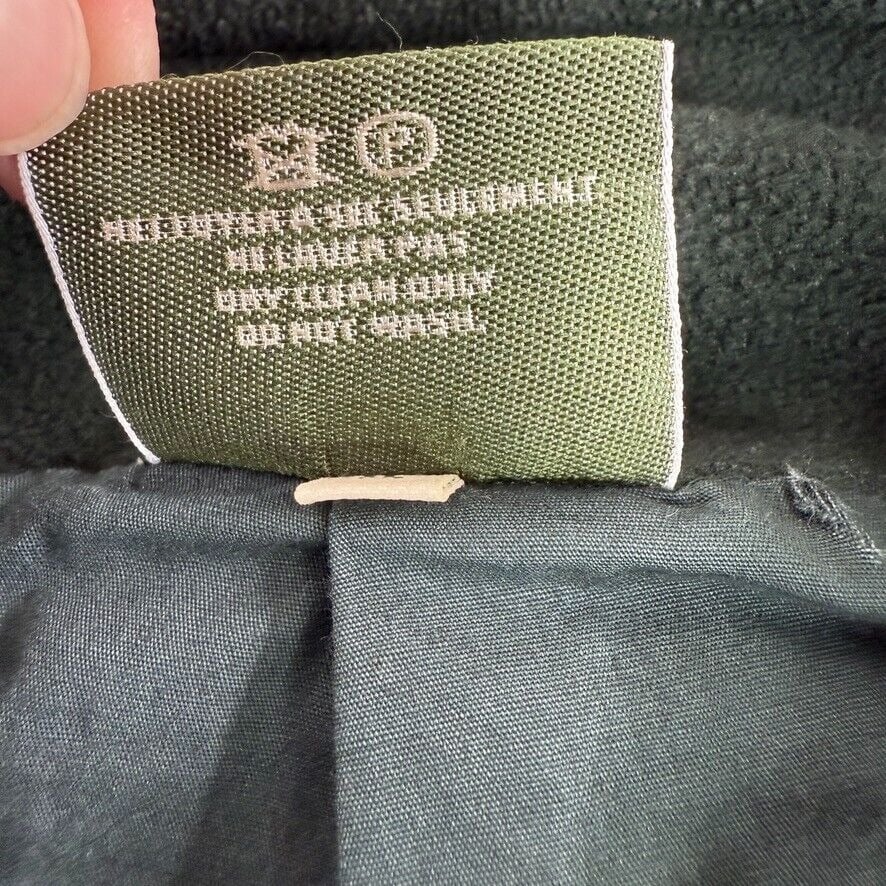 P
NETTOYER A SEC SEULEMENT
NE LAVER PAS
DRY CLEAN ONLY
DO NOT WASH.